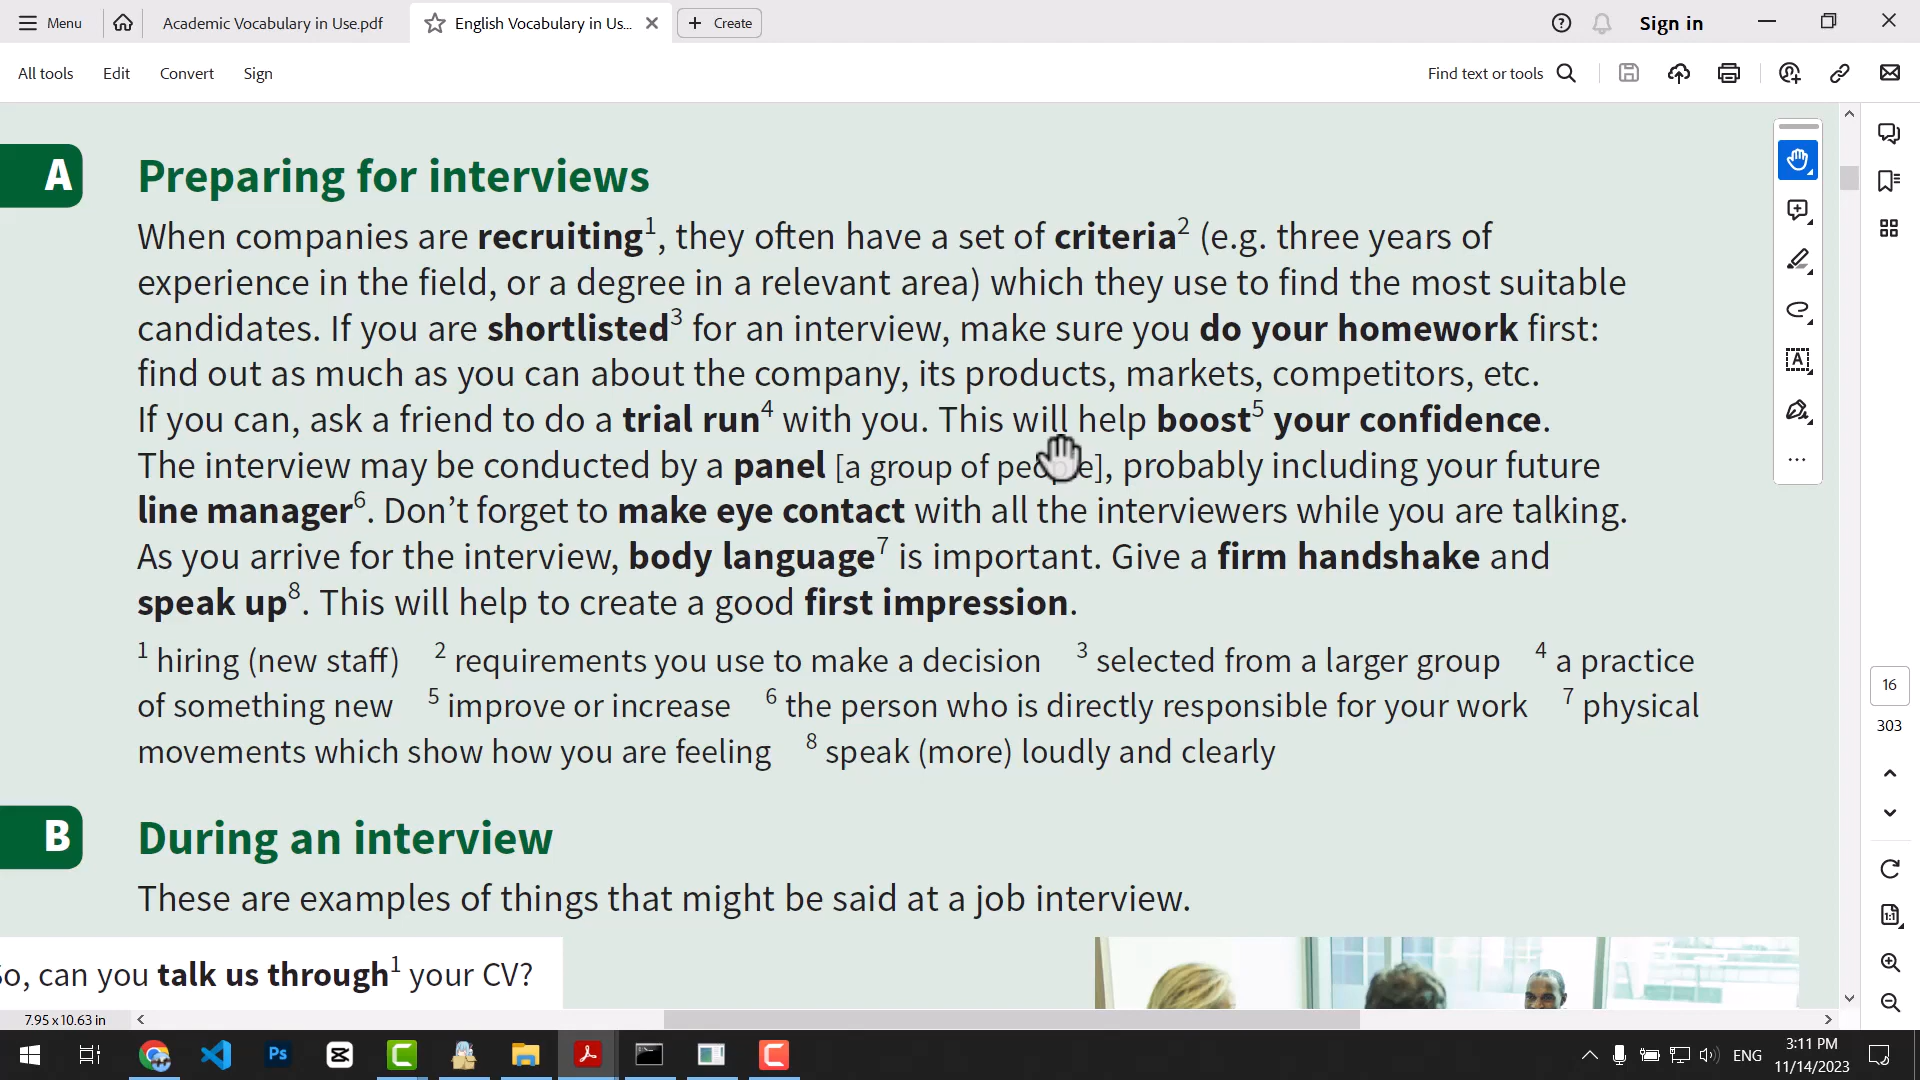 Menu
Academic Vocabulary in Use.pdf
English Vocabulary in Us...
Create
Sign in
All tools
Edit
Convert
Sign
Find text or tools
A
Preparing for interviews
When companies are recruiting1, they often have a set of criteria2 (e.g. three years of
experience in the field, or a degree in a relevant area) which they use to find the most suitable
candidates. If you are shortlisted3 for an interview, make sure you do your homework first:
find out as much as you can about the company, its products, markets, competitors, etc.
If you can, ask a friend to do a trial run4 with you. This will help boost5 your confidence.
The interview may be conducted by a panel [a group of people], probably including your future
line manager6. Don’t forget to make eye contact with all the interviewers while you are talking.
As you arrive for the interview, body language7 is important. Give a firm handshake and
speak up8. This will help to create a good first impression.
1 hiring (new staff) 2 requirements you use to make a decision 3 selected from a larger group 4 a practice
of something new 5 improve or increase 6 the person who is directly responsible for your work 7 physical
movements which show how you are feeling 8 speak (more) loudly and clearly
B
During an interview
These are examples of things that might be said at a job interview.
So, can you talk us through1 your CV?
16
303
7.95 x 10.63 in
Ps
ENG
3:11 PM
11/14/2023